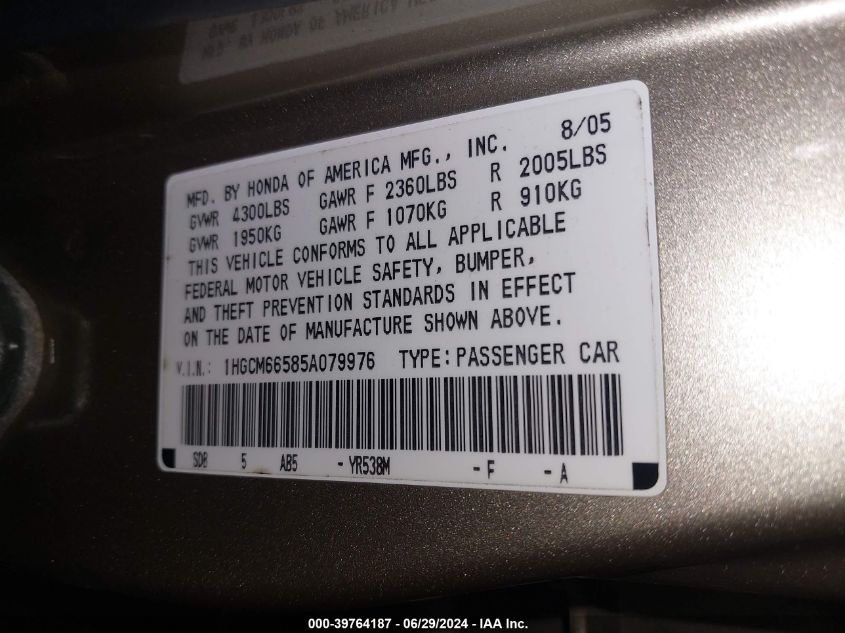 MFD. BY HONDA OF AMERICA MFG., INC. 8/05
GVWR 4300LBS GAWR F 2360LBS R 2005LBS
GVWR 1950KG GAWR F 1070KG R 910KG
THIS VEHICLE CONFORMS TO ALL APPLICABLE
FEDERAL MOTOR VEHICLE SAFETY, BUMPER,
AND THEFT PREVENTION STANDARDS IN EFFECT
ON THE DATE OF MANUFACTURE SHOWN ABOVE.
V.I.N.: 1HGCM66585A079976 TYPE:PASSENGER CAR
SDB 5 AB5 -YR538M -F -A
000-39764187 - 06/29/2024 - IAA Inc.